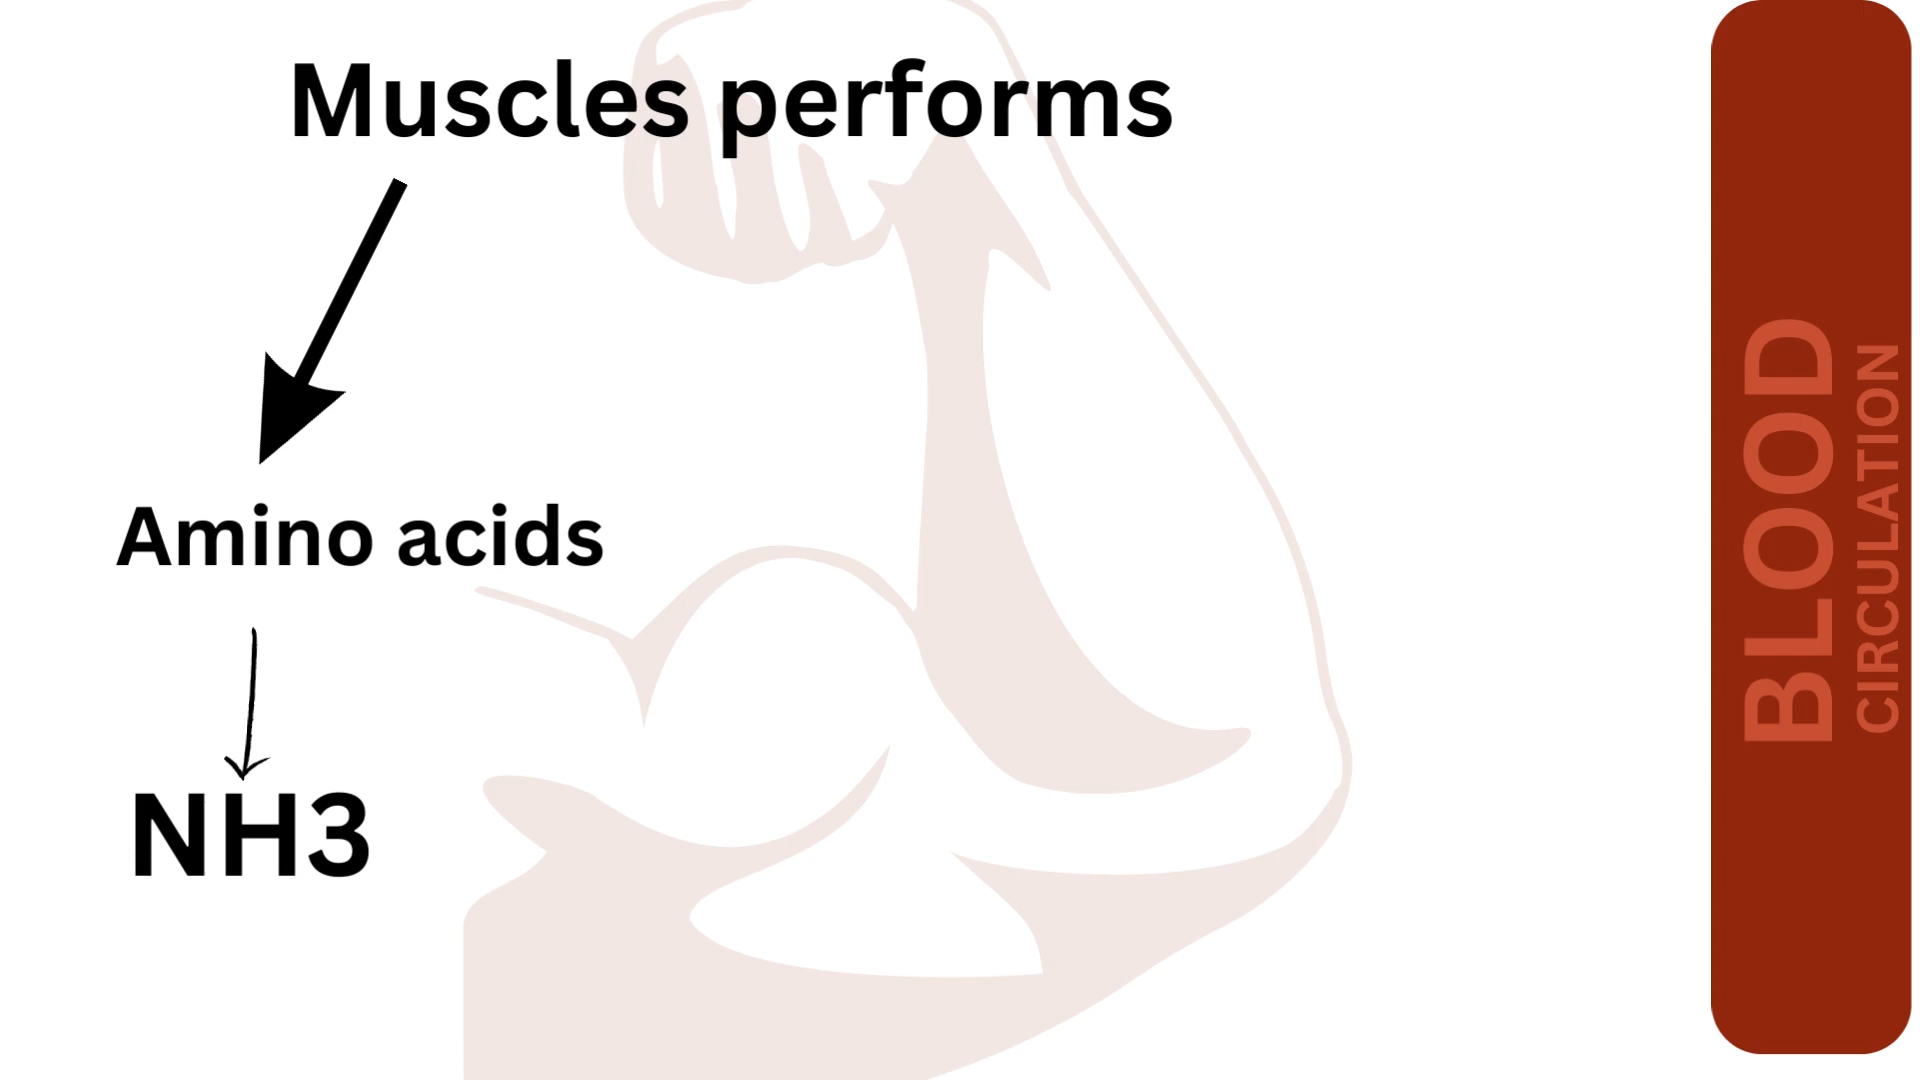 Muscles performs
Amino acids
NH3
BLOOD
CIRCULATION